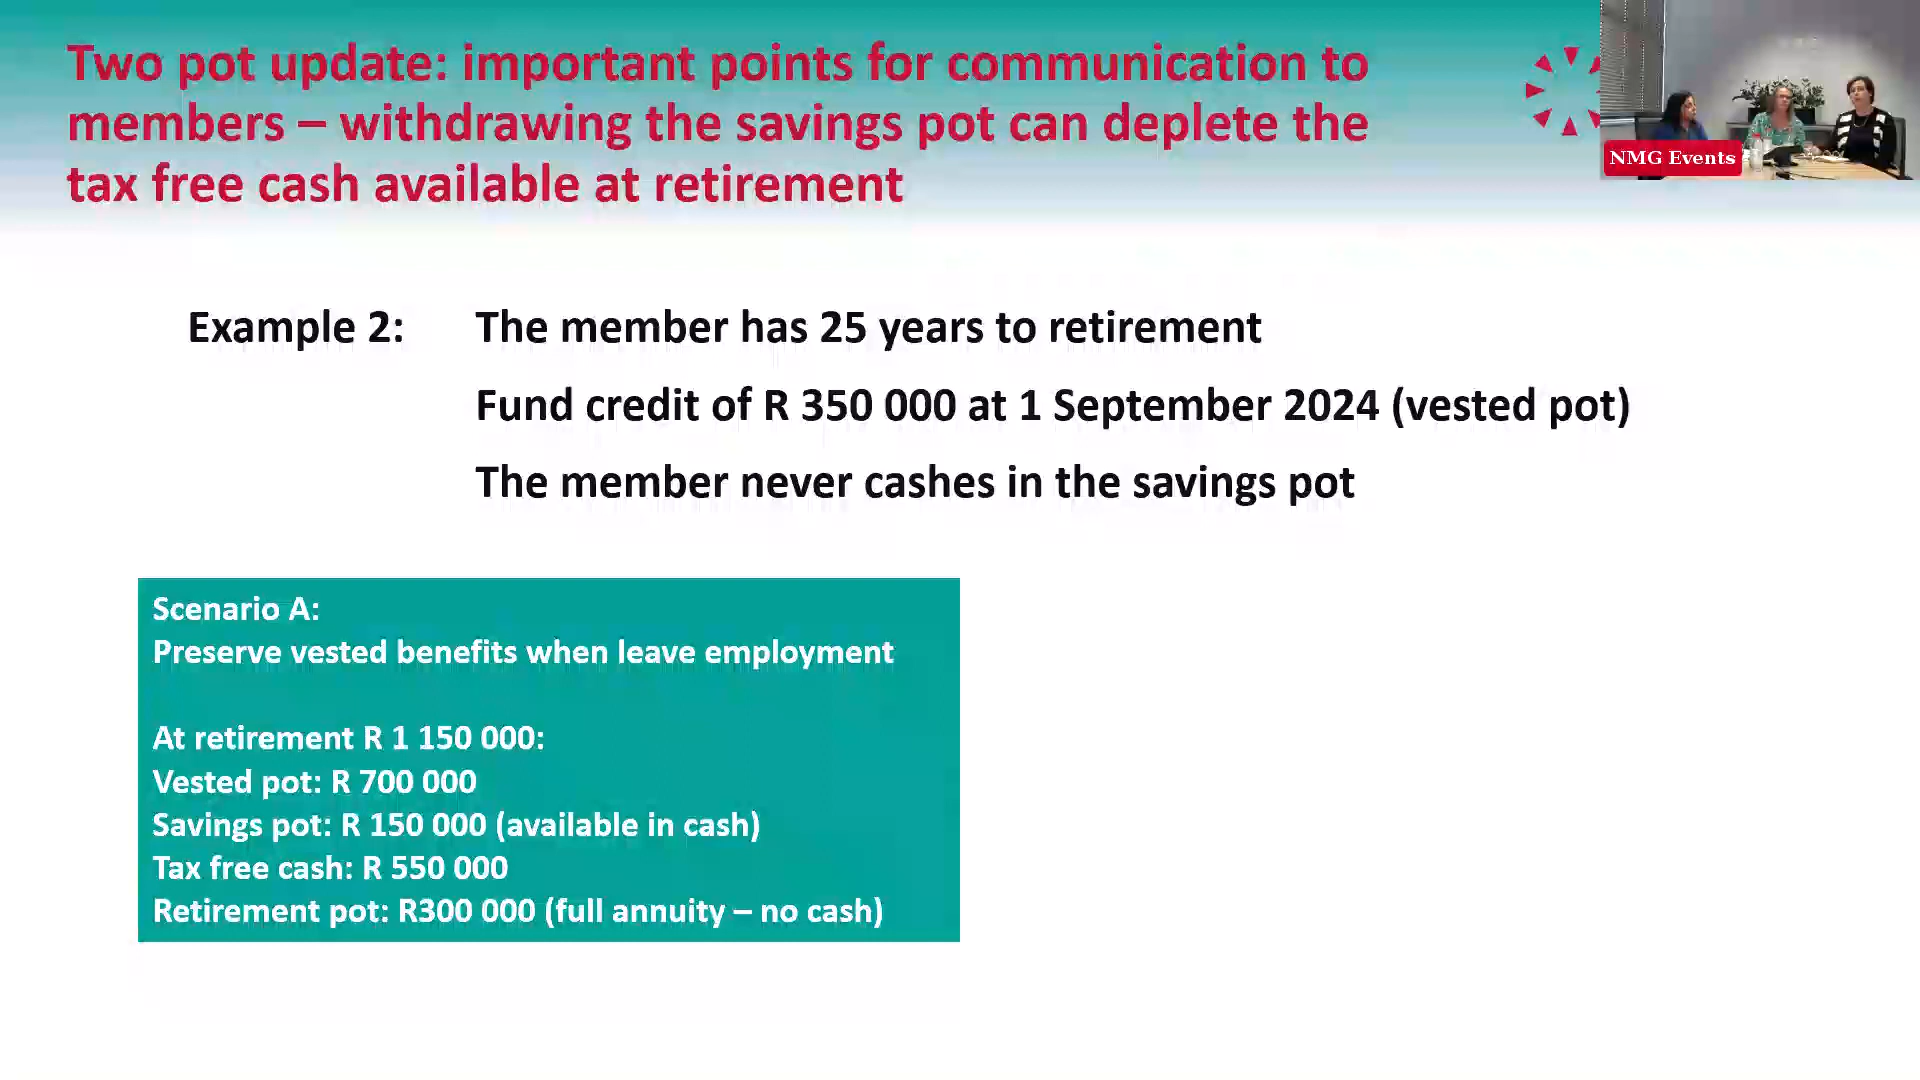 Two pot update: important points for communication to
members – withdrawing the savings pot can deplete the
tax free cash available at retirement
NMG Events
Example 2: The member has 25 years to retirement
Fund credit of R 350 000 at 1 September 2024 (vested pot)
The member never cashes in the savings pot
Scenario A:
Preserve vested benefits when leave employment
At retirement R 1 150 000:
Vested pot: R 700 000
Savings pot: R 150 000 (available in cash)
Tax free cash: R 550 000
Retirement pot: R300 000 (full annuity – no cash)